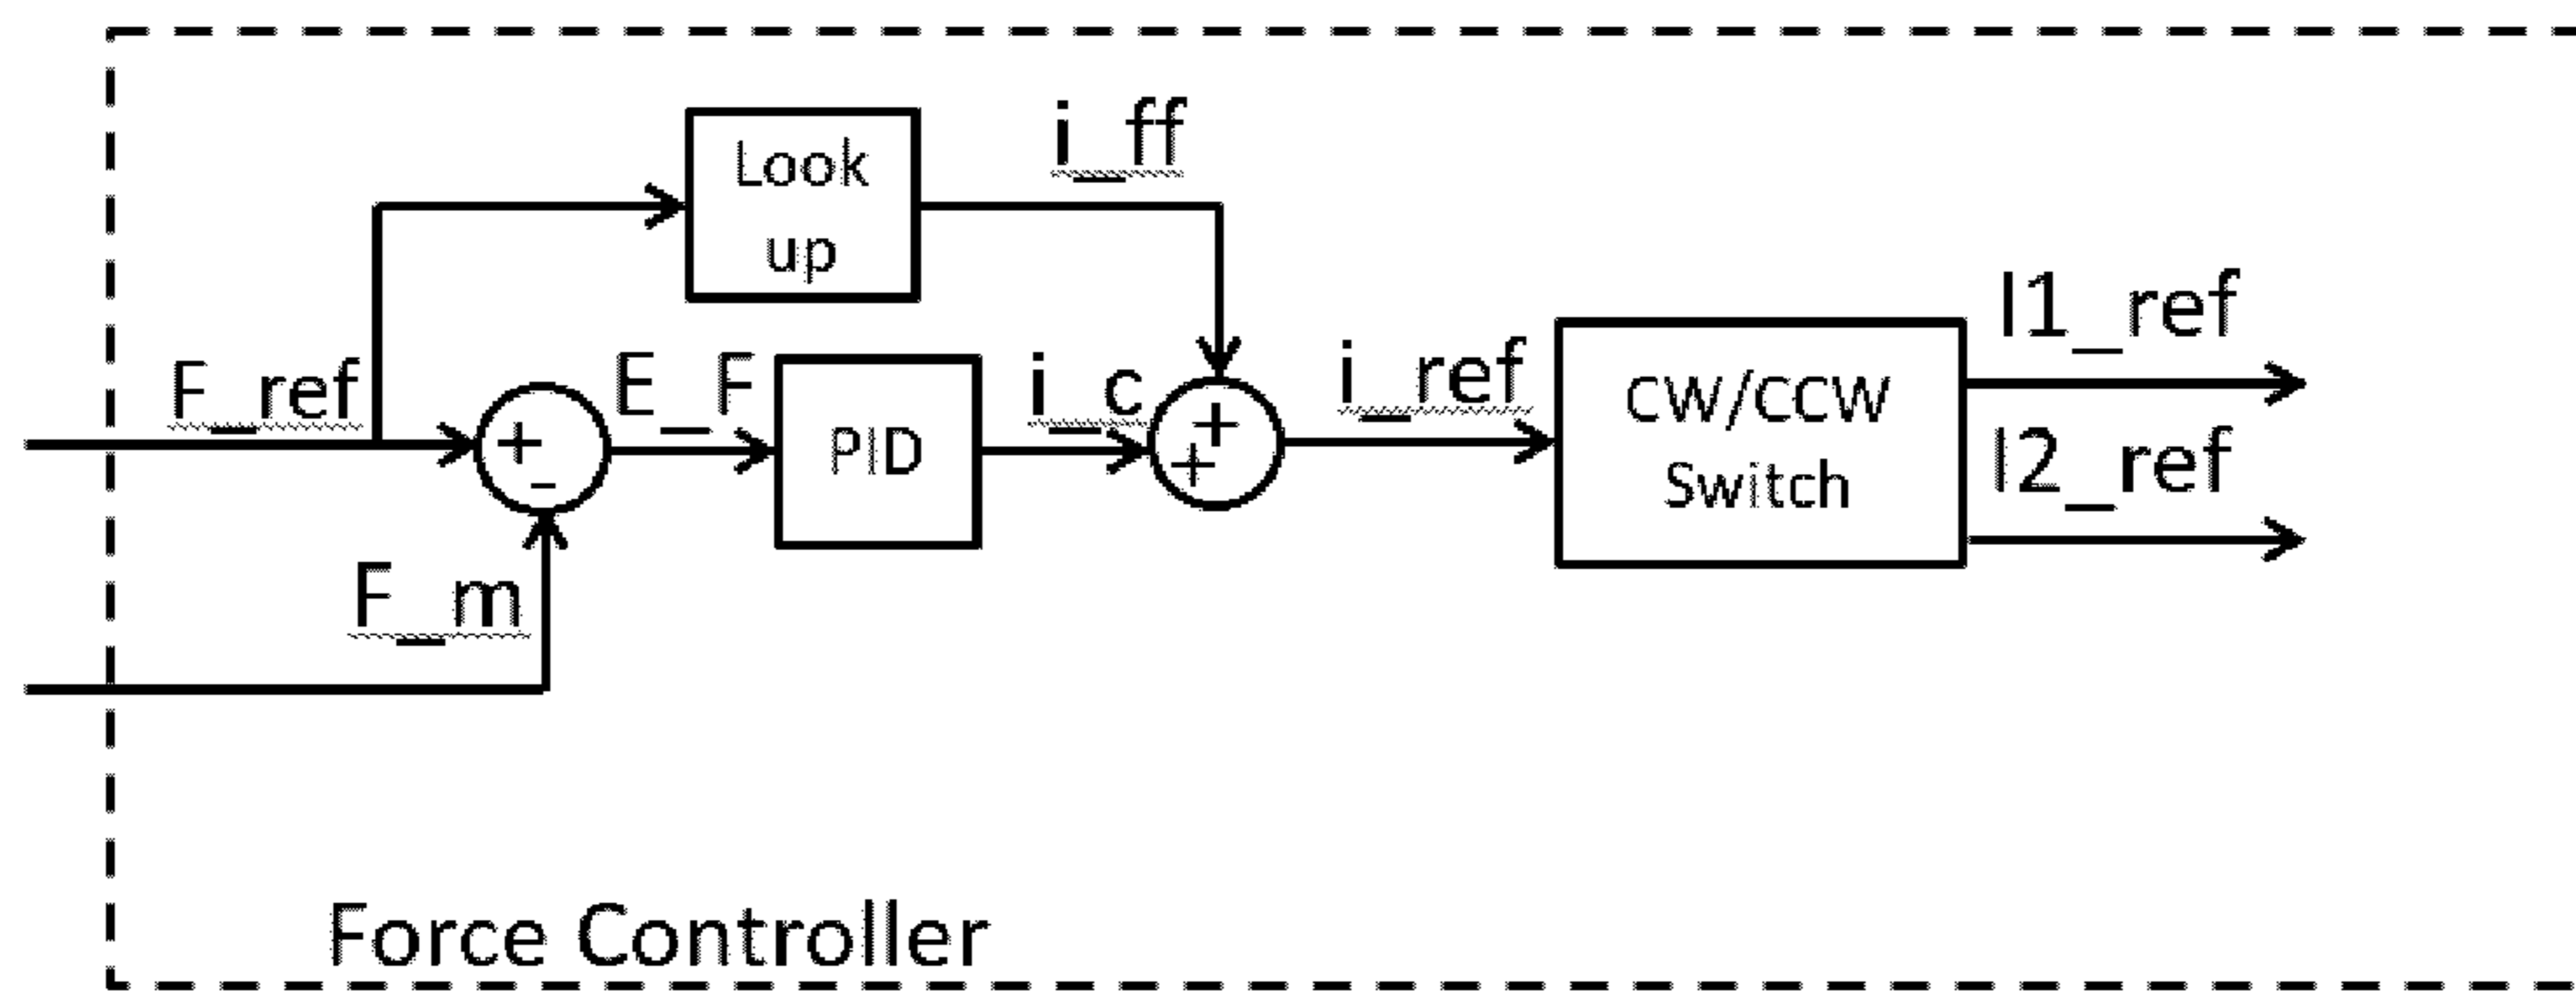 Look
up
i_ff
F_ref
+
-
E_F
PID
i_c
+
+
i_ref
CW/CCW
Switch
I1_ref
I2_ref
F_m
Force Controller